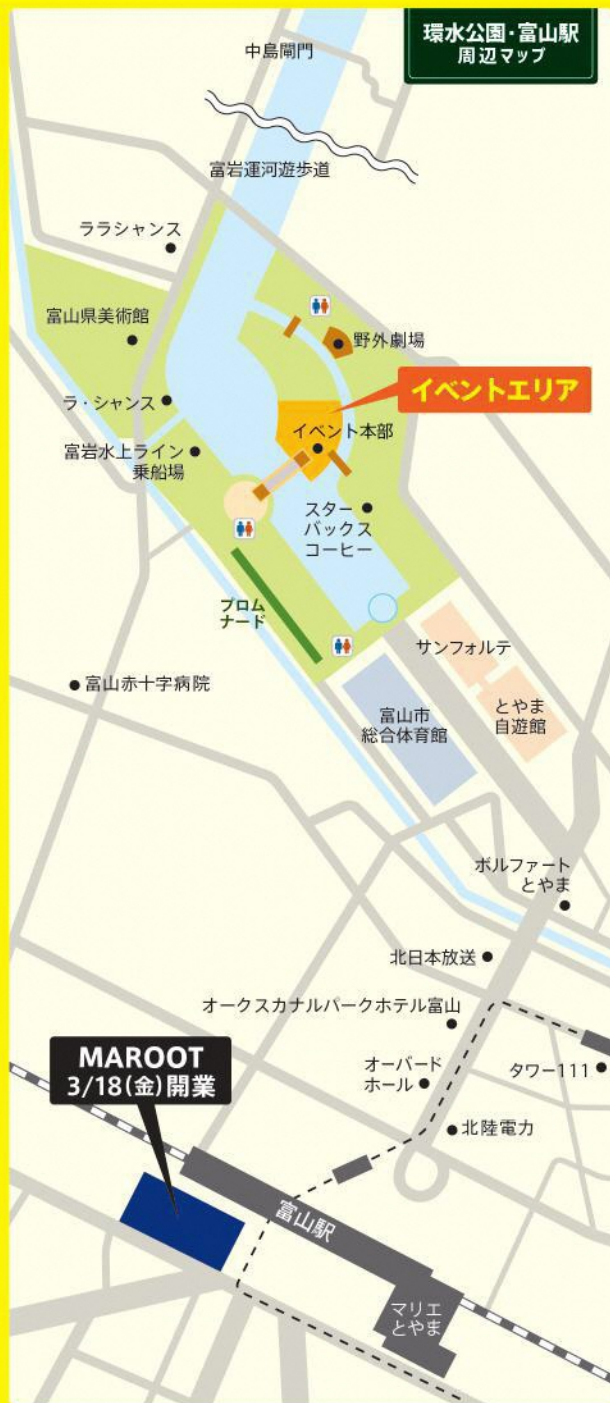 環水公園・富山駅
周辺マップ
中島閘門
富岩運河遊歩道
ララシャンス
富山県美術館
野外劇場
イベントエリア
ラ・シャンス
イベント本部
富岩水上ライン
乗船場
スター
バックス
コーヒー
プロム
ナード
サンフォルテ
富山赤十字病院
とやま
自遊館
富山市
総合体育館
ボルファート
とやま
北日本放送
オークスカナルパークホテル富山
MAROOT
3/18(金)開業
オーバード
ホール
タワー111
北陸電力
富山駅
マリエ
とやま